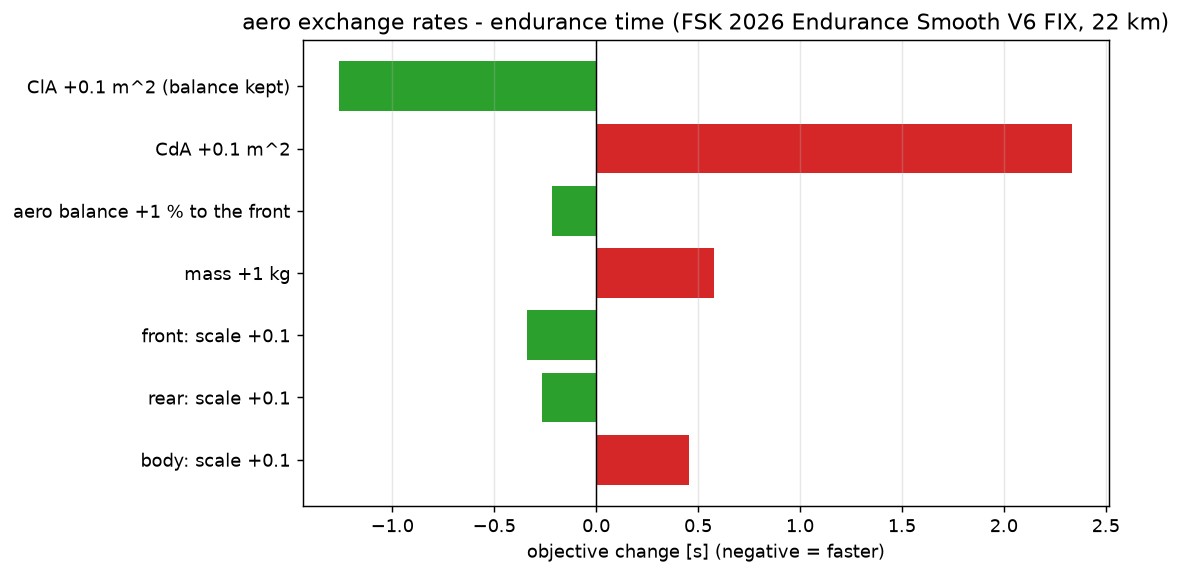 aero exchange rates - endurance time (FSK 2026 Endurance Smooth V6 FIX, 22 km)
ClA +0.1 m^2 (balance kept)
CdA +0.1 m^2
aero balance +1 % to the front
mass +1 kg
front: scale +0.1
rear: scale +0.1
body: scale +0.1
−1.0 −0.5 0.0 0.5 1.0 1.5 2.0 2.5
objective change [s] (negative = faster)